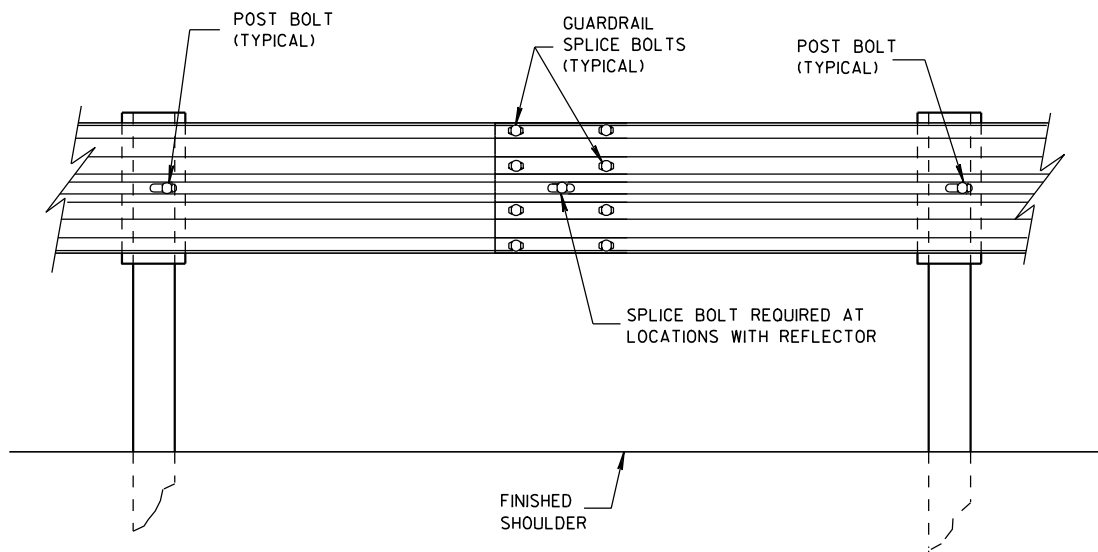 POST BOLT
(TYPICAL)
GUARDRAIL
SPLICE BOLTS
(TYPICAL)
POST BOLT
(TYPICAL)
SPLICE BOLT REQUIRED AT
LOCATIONS WITH REFLECTOR
FINISHED
SHOULDER